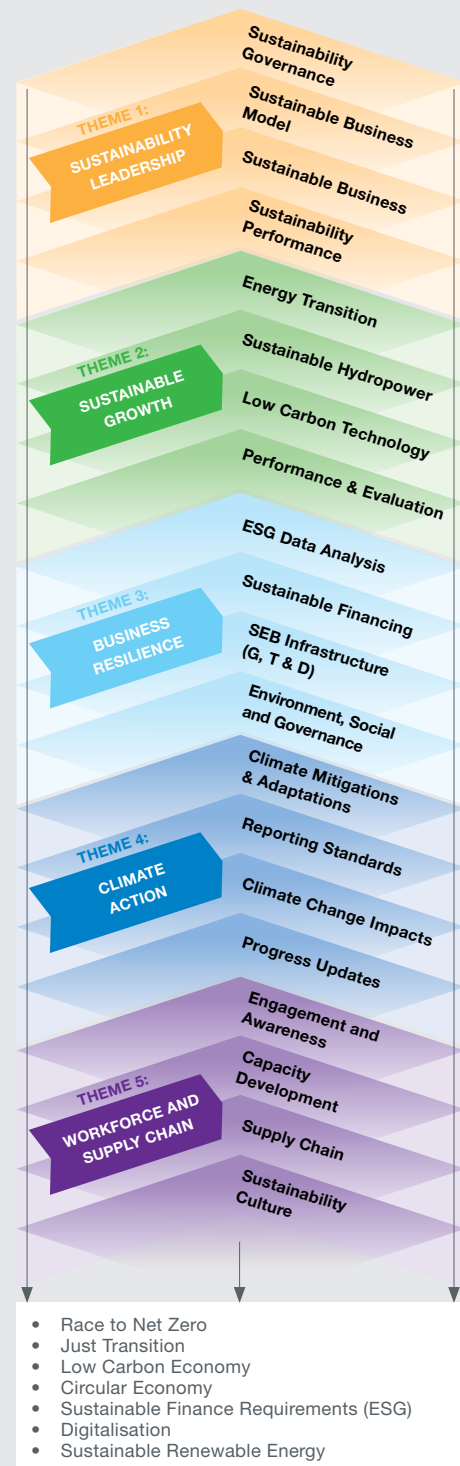 Sustainability
Governance
Sustainable Business
Model
THEME 1:
SUSTAINABILITY
LEADERSHIP
Sustainable Business
Sustainability
Performance
Energy Transition
THEME 2:
SUSTAINABLE
GROWTH
Sustainable Hydropower
Low Carbon Technology
Performance & Evaluation
ESG Data Analysis
THEME 3:
BUSINESS
RESILIENCE
Sustainable Financing
SEB Infrastructure
(G, T & D)
Environment, Social
and Governance
Climate Mitigations
& Adaptations
THEME 4:
CLIMATE
ACTION
Reporting Standards
Climate Change Impacts
Progress Updates
Engagement and
Awareness
THEME 5:
WORKFORCE AND
SUPPLY CHAIN
Capacity
Development
Supply Chain
Sustainability
Culture
• Race to Net Zero
• Just Transition
• Low Carbon Economy
• Circular Economy
• Sustainable Finance Requirements (ESG)
• Digitalisation
• Sustainable Renewable Energy